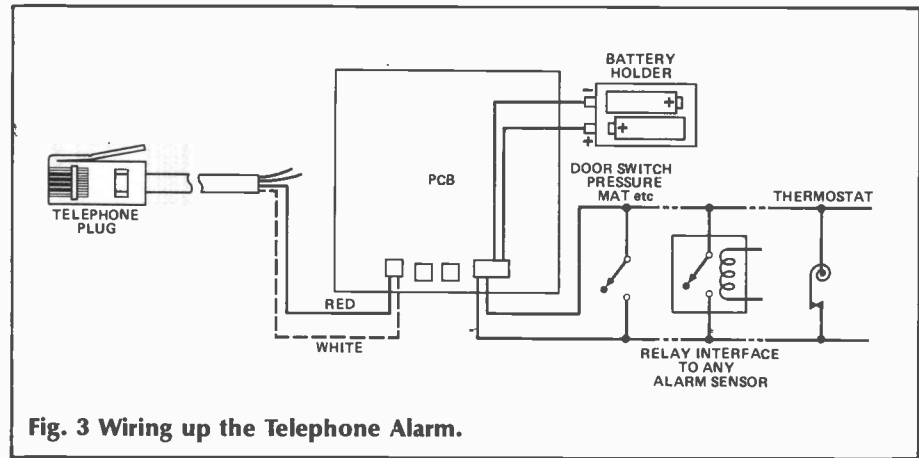 BATTERY
HOLDER
-
+
+
+
DOOR SWITCH
PRESSURE
MAT etc
THERMOSTAT
PCB
TELEPHONE
PLUG
RED
WHITE
RELAY INTERFACE
TO ANY
ALARM SENSOR
Fig. 3 Wiring up the Telephone Alarm.